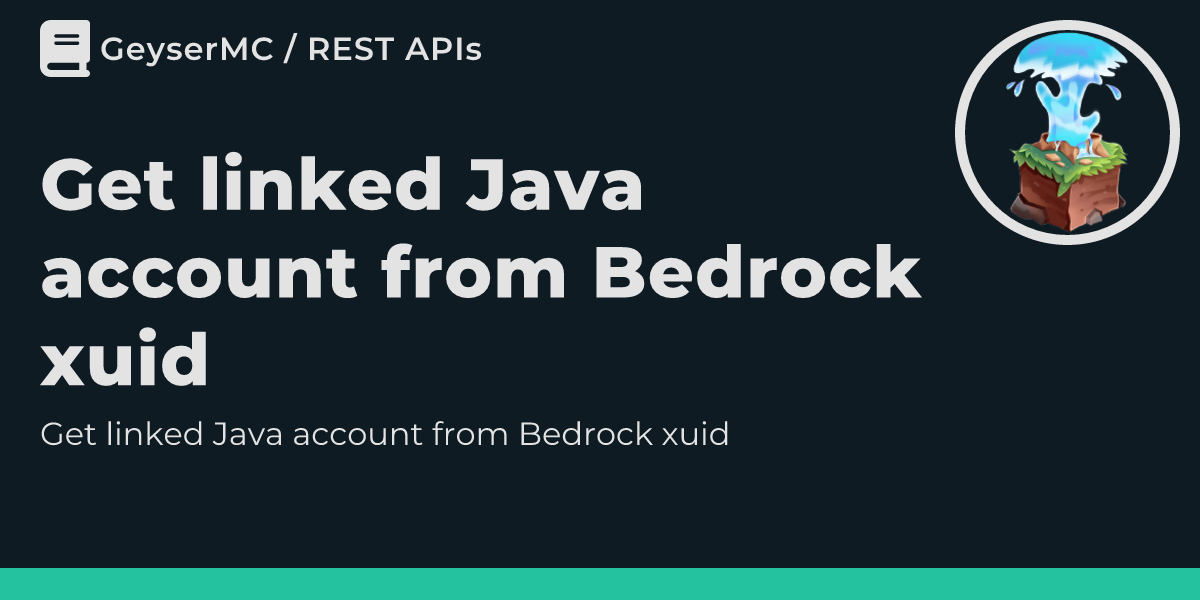 GeyserMC / REST APIs
Get linked Java
account from Bedrock
xuid
Get linked Java account from Bedrock xuid